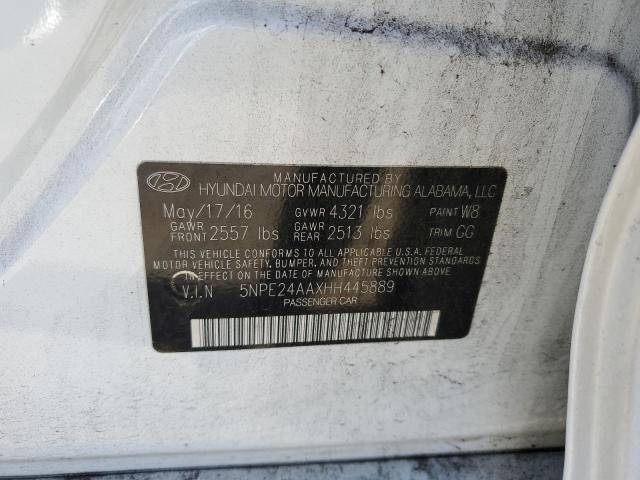 MANUFACTURED BY
HYUNDAI MOTOR MANUFACTURING ALABAMA, LLC
May/17/16 GVWR 4321 lbs PAINT W8
GAWR FRONT 2557 lbs GAWR REAR 2513 lbs TRIM GG
THIS VEHICLE CONFORMS TO ALL APPLICABLE U.S.A. FEDERAL
MOTOR VEHICLE SAFETY, BUMPER, AND THEFT PREVENTION
STANDARDS IN EFFECT ON THE DATE OF MANUFACTURE SHOWN ABOVE.
V.I.N 5NPE24AAXHH445889
PASSENGER CAR